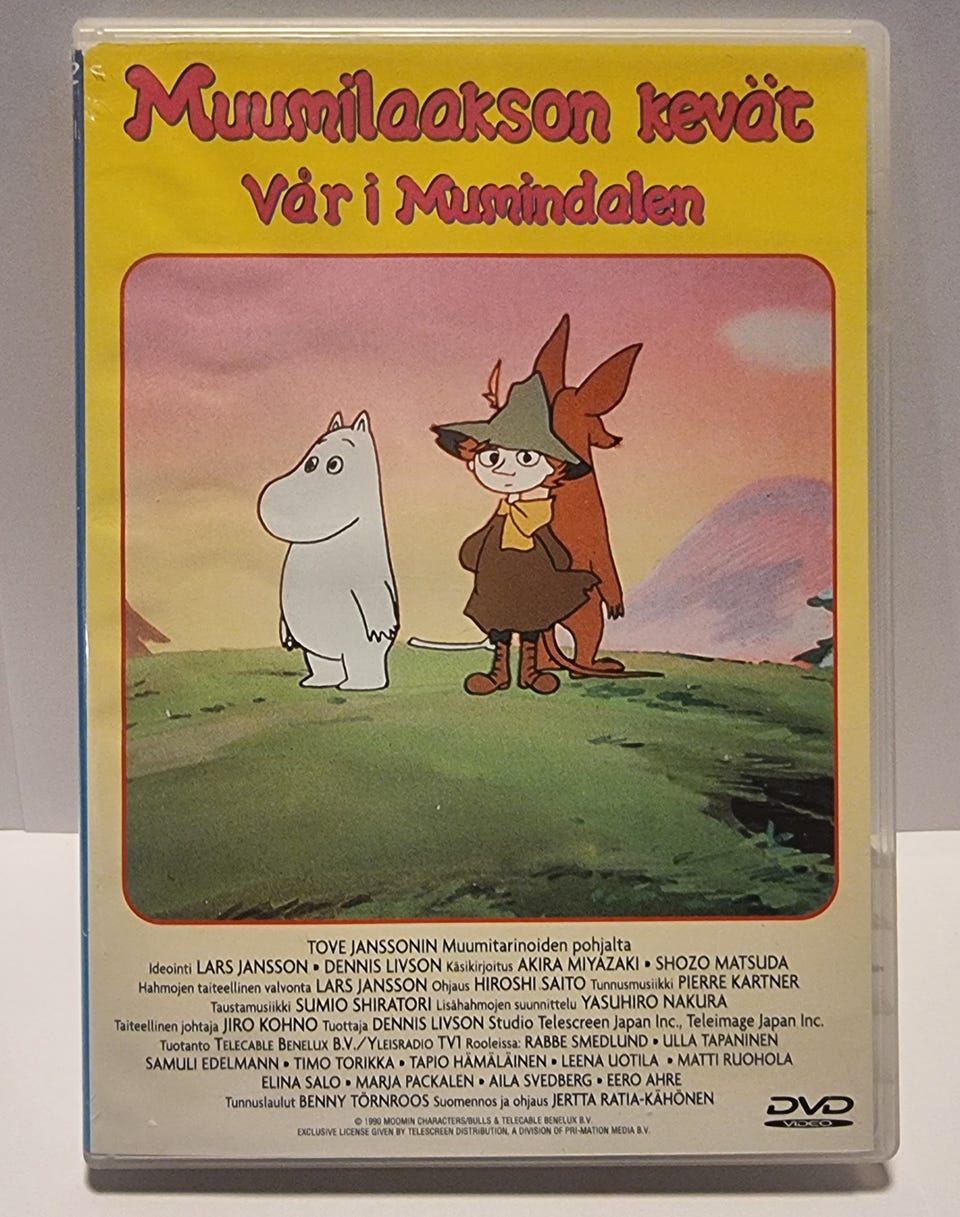 Muumilaakson kevät
Vår i Mumindalen
TOVE JANSSONIN Muumitarinoiden pohjalta
Ideointi LARS JANSSON • DENNIS LIVSON Käsikirjoitus AKIRA MIYAZAKI • SHOZO MATSUDA
Hahmojen taiteellinen valvonta LARS JANSSON Ohjaus HIROSHI SAITO Tunnusmusiikki PIERRE KARTNER
Taustamusiikki SUMIO SHIRATORI Lisähahmojen suunnittelu YASUHIRO NAKURA
Taiteellinen johtaja JIRO KOHNO Tuottaja DENNIS LIVSON Studio Telescreen Japan Inc., Teleimage Japan Inc.
Tuotanto TELECABLE BENELUX B.V./YLEISRADIO TV1 Rooleissa: RABBE SMEDLUND • ULLA TAPANINEN
SAMULI EDELMANN • TIMO TORIKKA • TAPIO HÄMÄLÄINEN • LEENA UOTILA • MATTI RUOHOLA
ELINA SALO • MARJA PACKALEN • AILA SVEDBERG • EERO AHRE
Tunnuslaulut BENNY TÖRNROOS Suomennos ja ohjaus JERTTA RATIA-KÄHÖNEN
DVD
VIDEO
© 1990 MOOMIN CHARACTERS/BULLS & TELECABLE BENELUX B.V.
EXCLUSIVE LICENSE GIVEN BY TELESCREEN DISTRIBUTION, A DIVISION OF PRI-MATION MEDIA B.V.